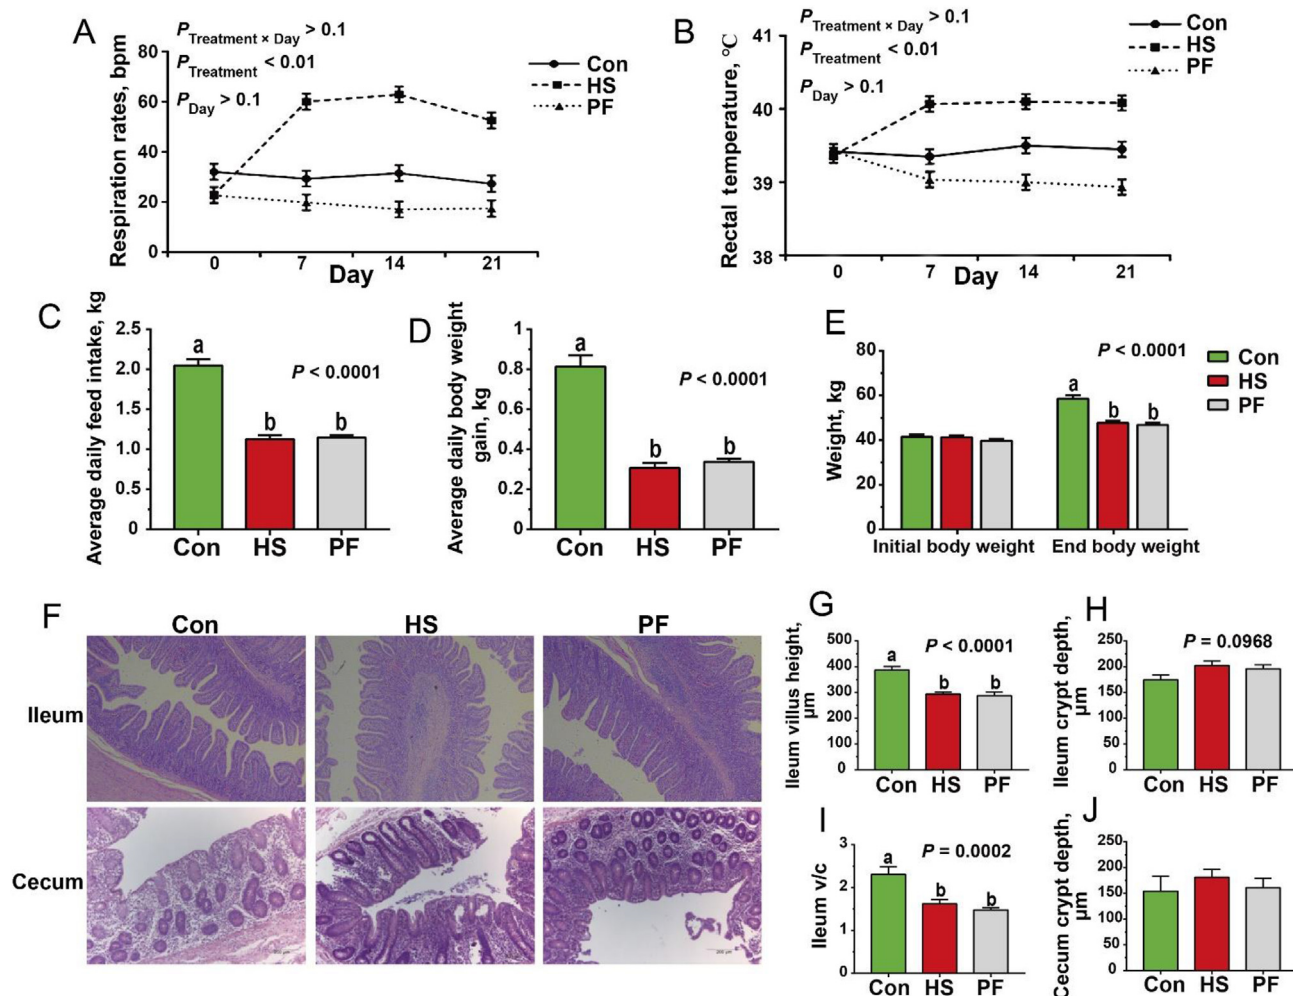 A
P Treatment × Day > 0.1
P Treatment < 0.01
P Day > 0.1
Con
HS
PF
Respiration rates, bpm
80
60
40
20
0
0 7 14 21
Day
B
P Treatment × Day > 0.1
P Treatment < 0.01
P Day > 0.1
Con
HS
PF
Rectal temperature, °C
41
40
39
38
0 7 14 21
Day
C
Average daily feed intake, kg
2.5
2.0
1.5
1.0
0.5
0
a
b
b
P < 0.0001
Con HS PF
D
Average daily body weight
gain, kg
1
0.8
0.6
0.4
0.2
0
a
b
b
P < 0.0001
Con HS PF
E
Weight, kg
80
60
40
20
0
P < 0.0001
a
b
b
Initial body weight End body weight
Con
HS
PF
F
Con HS PF
Ileum
Cecum
G
Ileum villus height,
μm
500
400
300
200
100
0
P < 0.0001
a
b
b
Con HS PF
H
Ileum crypt depth,
μm
250
200
150
100
50
0
P = 0.0968
Con HS PF
I
Ileum v/c
3
2
1
0
P = 0.0002
a
b
b
Con HS PF
J
Cecum crypt depth,
μm
250
200
150
100
50
0
Con HS PF